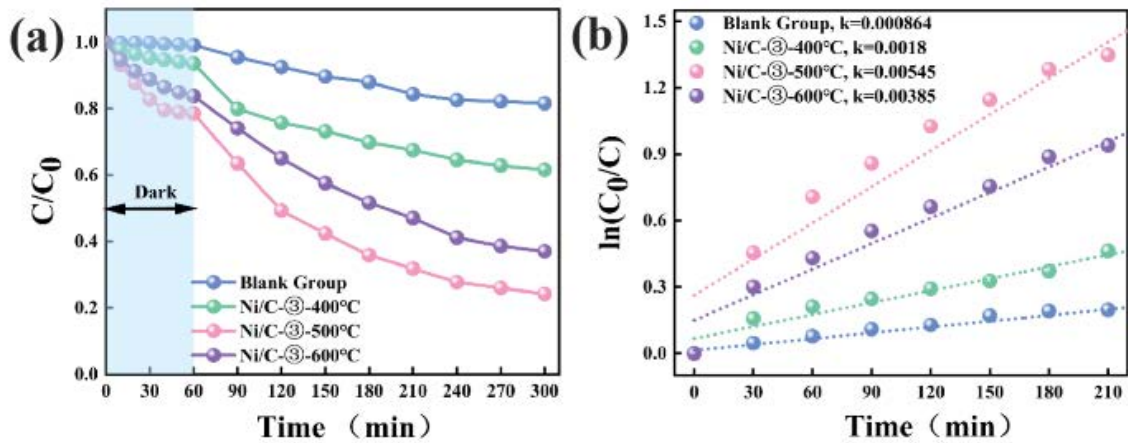 (a)
C/C0
1.0
0.8
0.6
0.4
0.2
0.0
Dark
Blank Group
Ni/C-③-400℃
Ni/C-③-500℃
Ni/C-③-600℃
0 30 60 90 120 150 180 210 240 270 300
Time（min）
(b)
ln(C0/C)
1.5
1.2
0.9
0.6
0.3
0.0
Blank Group, k=0.000864
Ni/C-③-400℃, k=0.0018
Ni/C-③-500℃, k=0.00545
Ni/C-③-600℃, k=0.00385
0 30 60 90 120 150 180 210
Time（min）